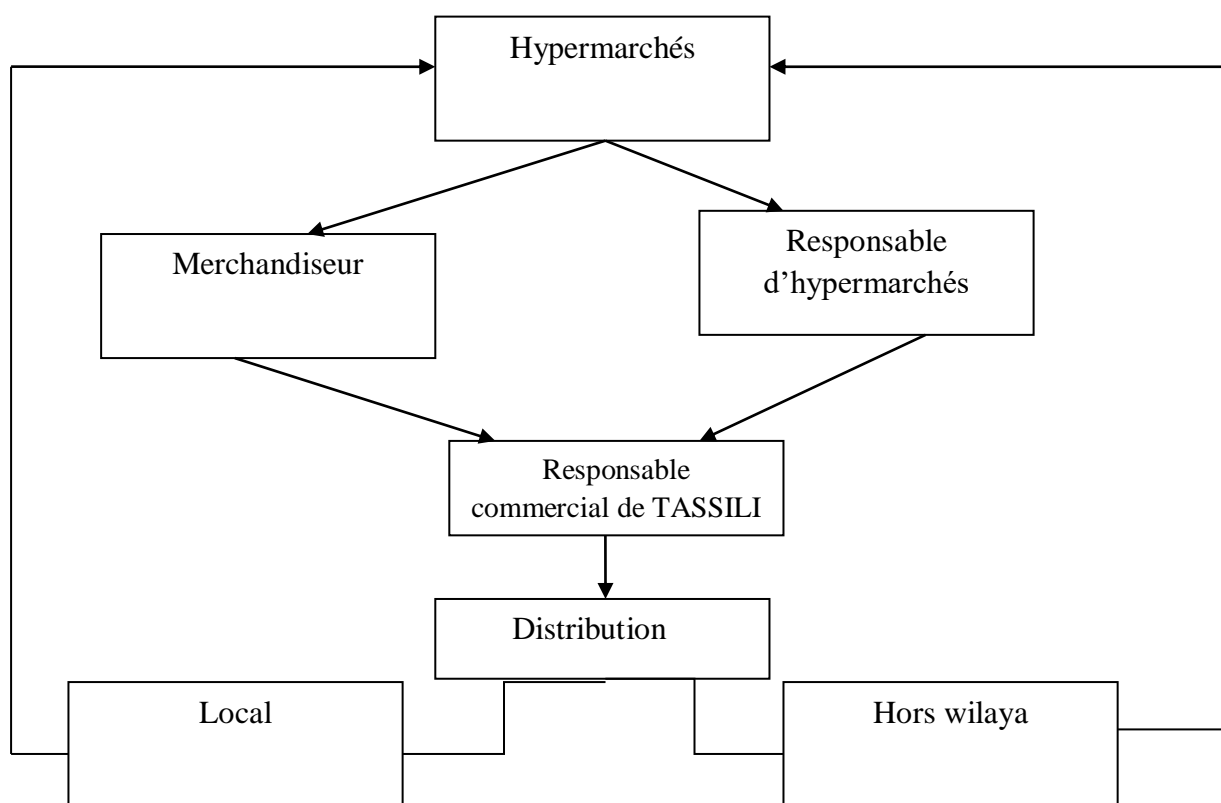 Hypermarchés
Merchandiseur
Responsable
d’hypermarchés
Responsable
commercial de TASSILI
Distribution
Local
Hors wilaya